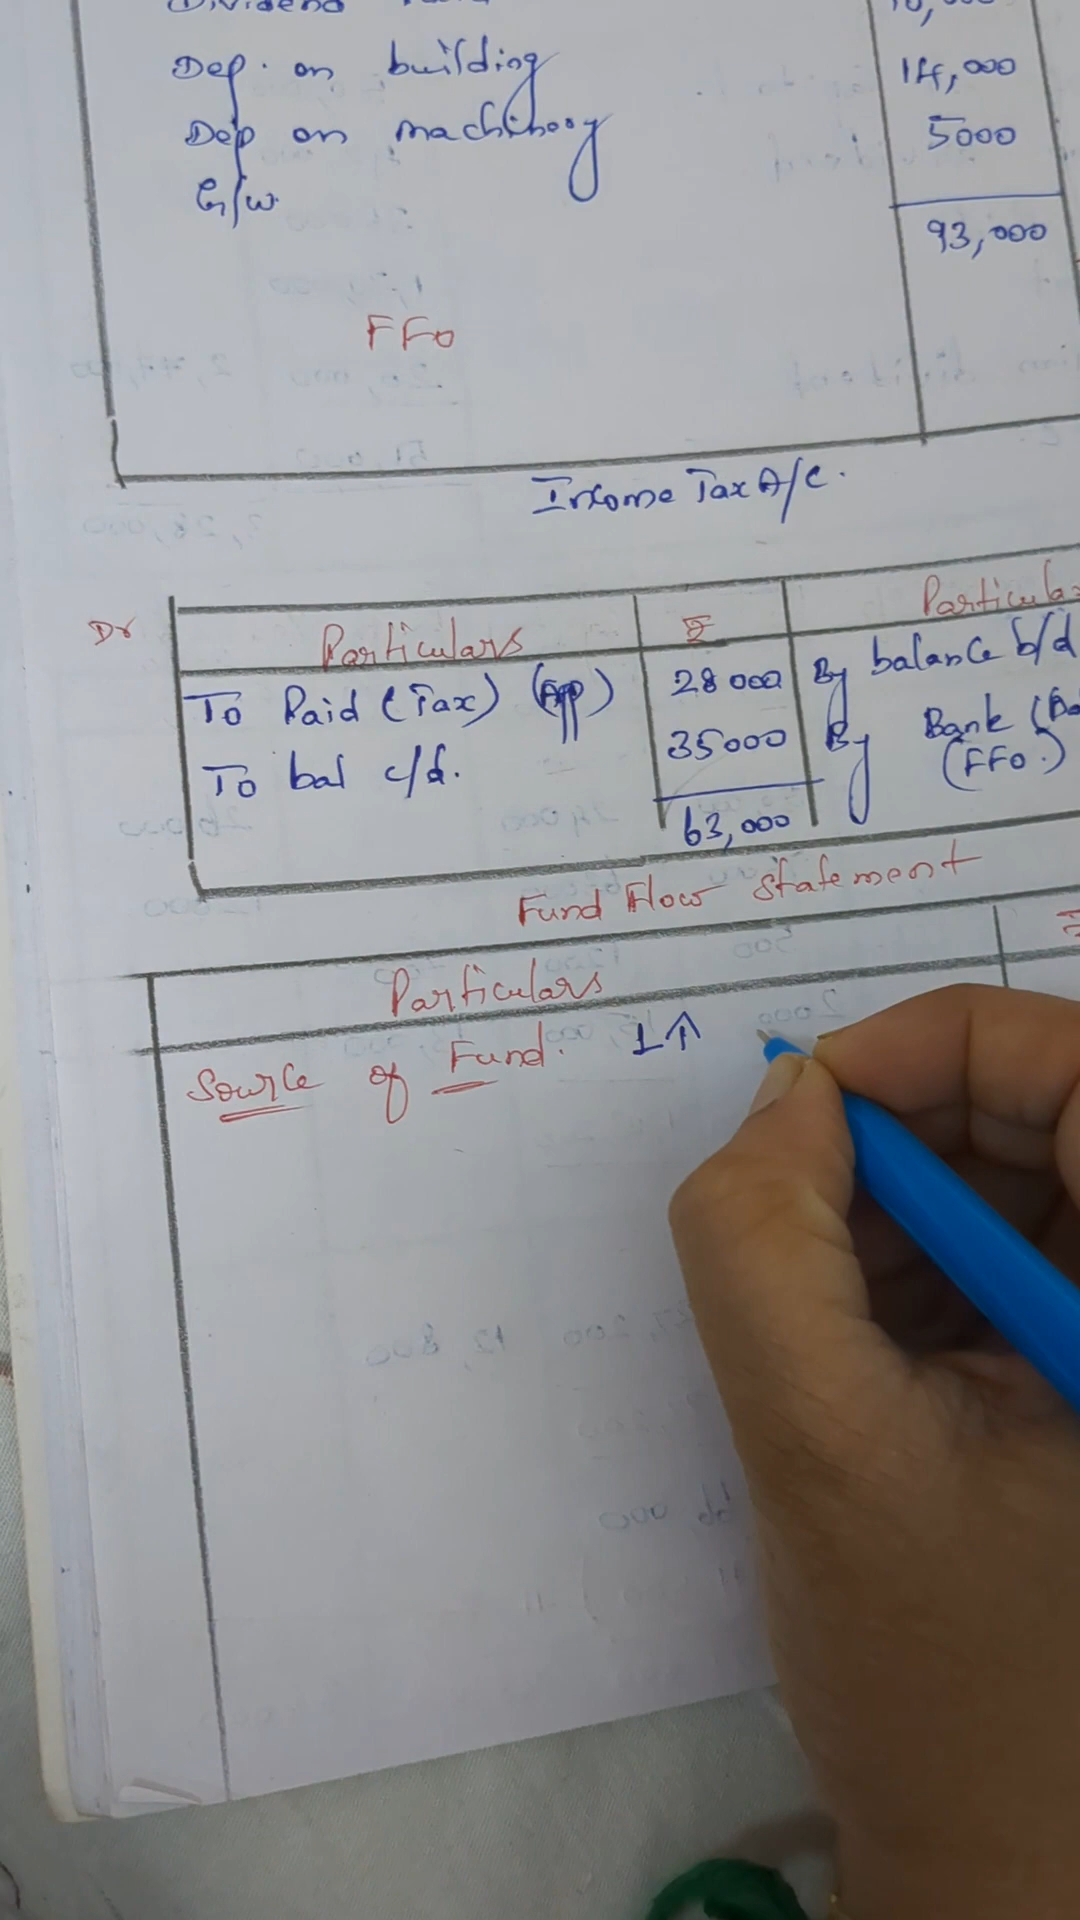 Dividend
Dep. on building 14,000
Dep on machinery 5000
G/w.
93,000
FFO
Income Tax A/C.
Dr
Particulars ₹ Particula
To Paid (Tax) (App) 28000 By balance b/d
To bal c/d. 35000 By Bank (Ba
(FFO.)
63,000
Fund Flow Statement
Particulars
Source of Fund. L↑